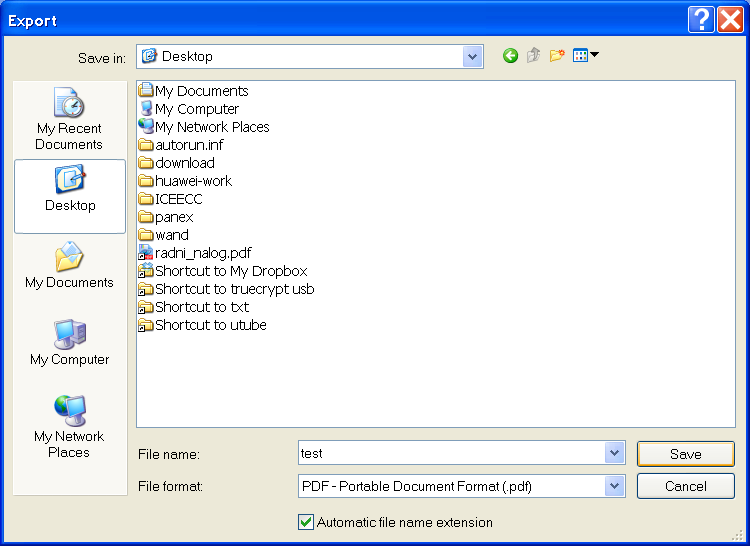 Export
Save in:
Desktop
My Recent
Documents
Desktop
My Documents
My Computer
My Network
Places
My Documents
My Computer
My Network Places
autorun.inf
download
huawei-work
ICEECC
panex
wand
radni_nalog.pdf
Shortcut to My Dropbox
Shortcut to truecrypt usb
Shortcut to txt
Shortcut to utube
File name:
test
Save
File format:
PDF - Portable Document Format (.pdf)
Cancel
Automatic file name extension